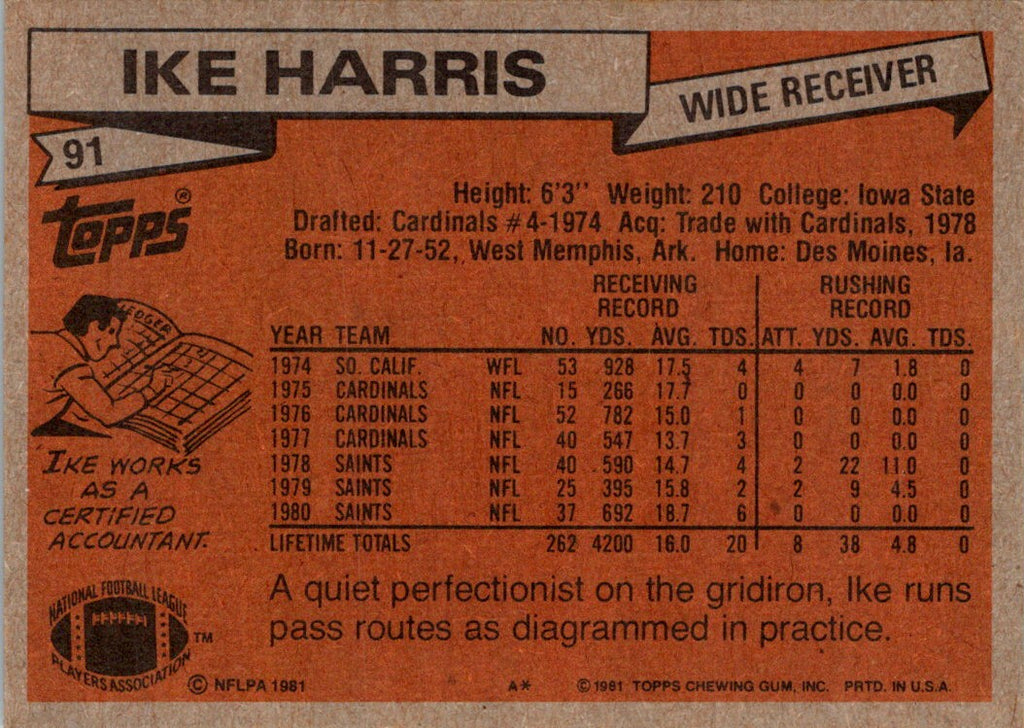 IKE HARRIS
WIDE RECEIVER
91
TOPPS®
Height: 6'3'' Weight: 210 College: Iowa State
Drafted: Cardinals #4-1974 Acq: Trade with Cardinals, 1978
Born: 11-27-52, West Memphis, Ark. Home: Des Moines, Ia.
RECEIVING RECORD RUSHING RECORD
YEAR TEAM NO. YDS. AVG. TDS. ATT. YDS. AVG. TDS.
1974 SO. CALIF. WFL 53 928 17.5 4 4 7 1.8 0
1975 CARDINALS NFL 15 266 17.7 0 0 0 0.0 0
1976 CARDINALS NFL 52 782 15.0 1 0 0 0.0 0
1977 CARDINALS NFL 40 547 13.7 3 0 0 0.0 0
1978 SAINTS NFL 40 590 14.7 4 2 22 11.0 0
1979 SAINTS NFL 25 395 15.8 2 2 9 4.5 0
1980 SAINTS NFL 37 692 18.7 6 0 0 0.0 0
LIFETIME TOTALS 262 4200 16.0 20 8 38 4.8 0
LEDGER
IKE WORKS
AS A
CERTIFIED
ACCOUNTANT.
A quiet perfectionist on the gridiron, Ike runs
pass routes as diagrammed in practice.
NATIONAL FOOTBALL LEAGUE
PLAYERS ASSOCIATION
TM
© NFLPA 1981 A* © 1981 TOPPS CHEWING GUM, INC. PRTD. IN U.S.A.